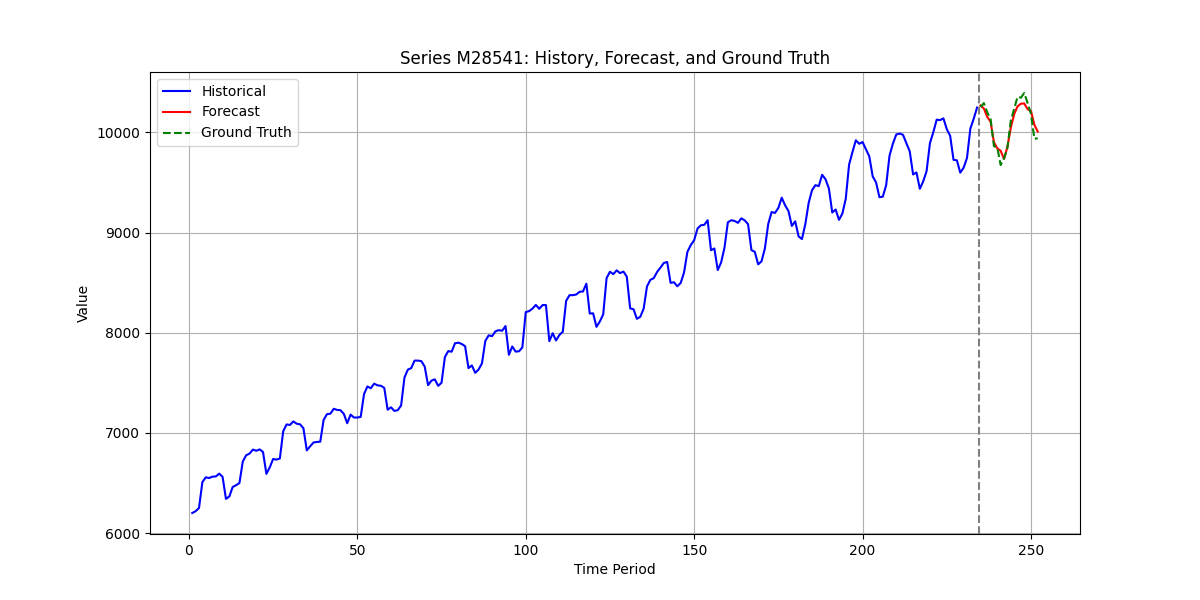 Series M28541: History, Forecast, and Ground Truth
Historical
Forecast
Ground Truth
10000
9000
8000
7000
6000
Value
0 50 100 150 200 250
Time Period